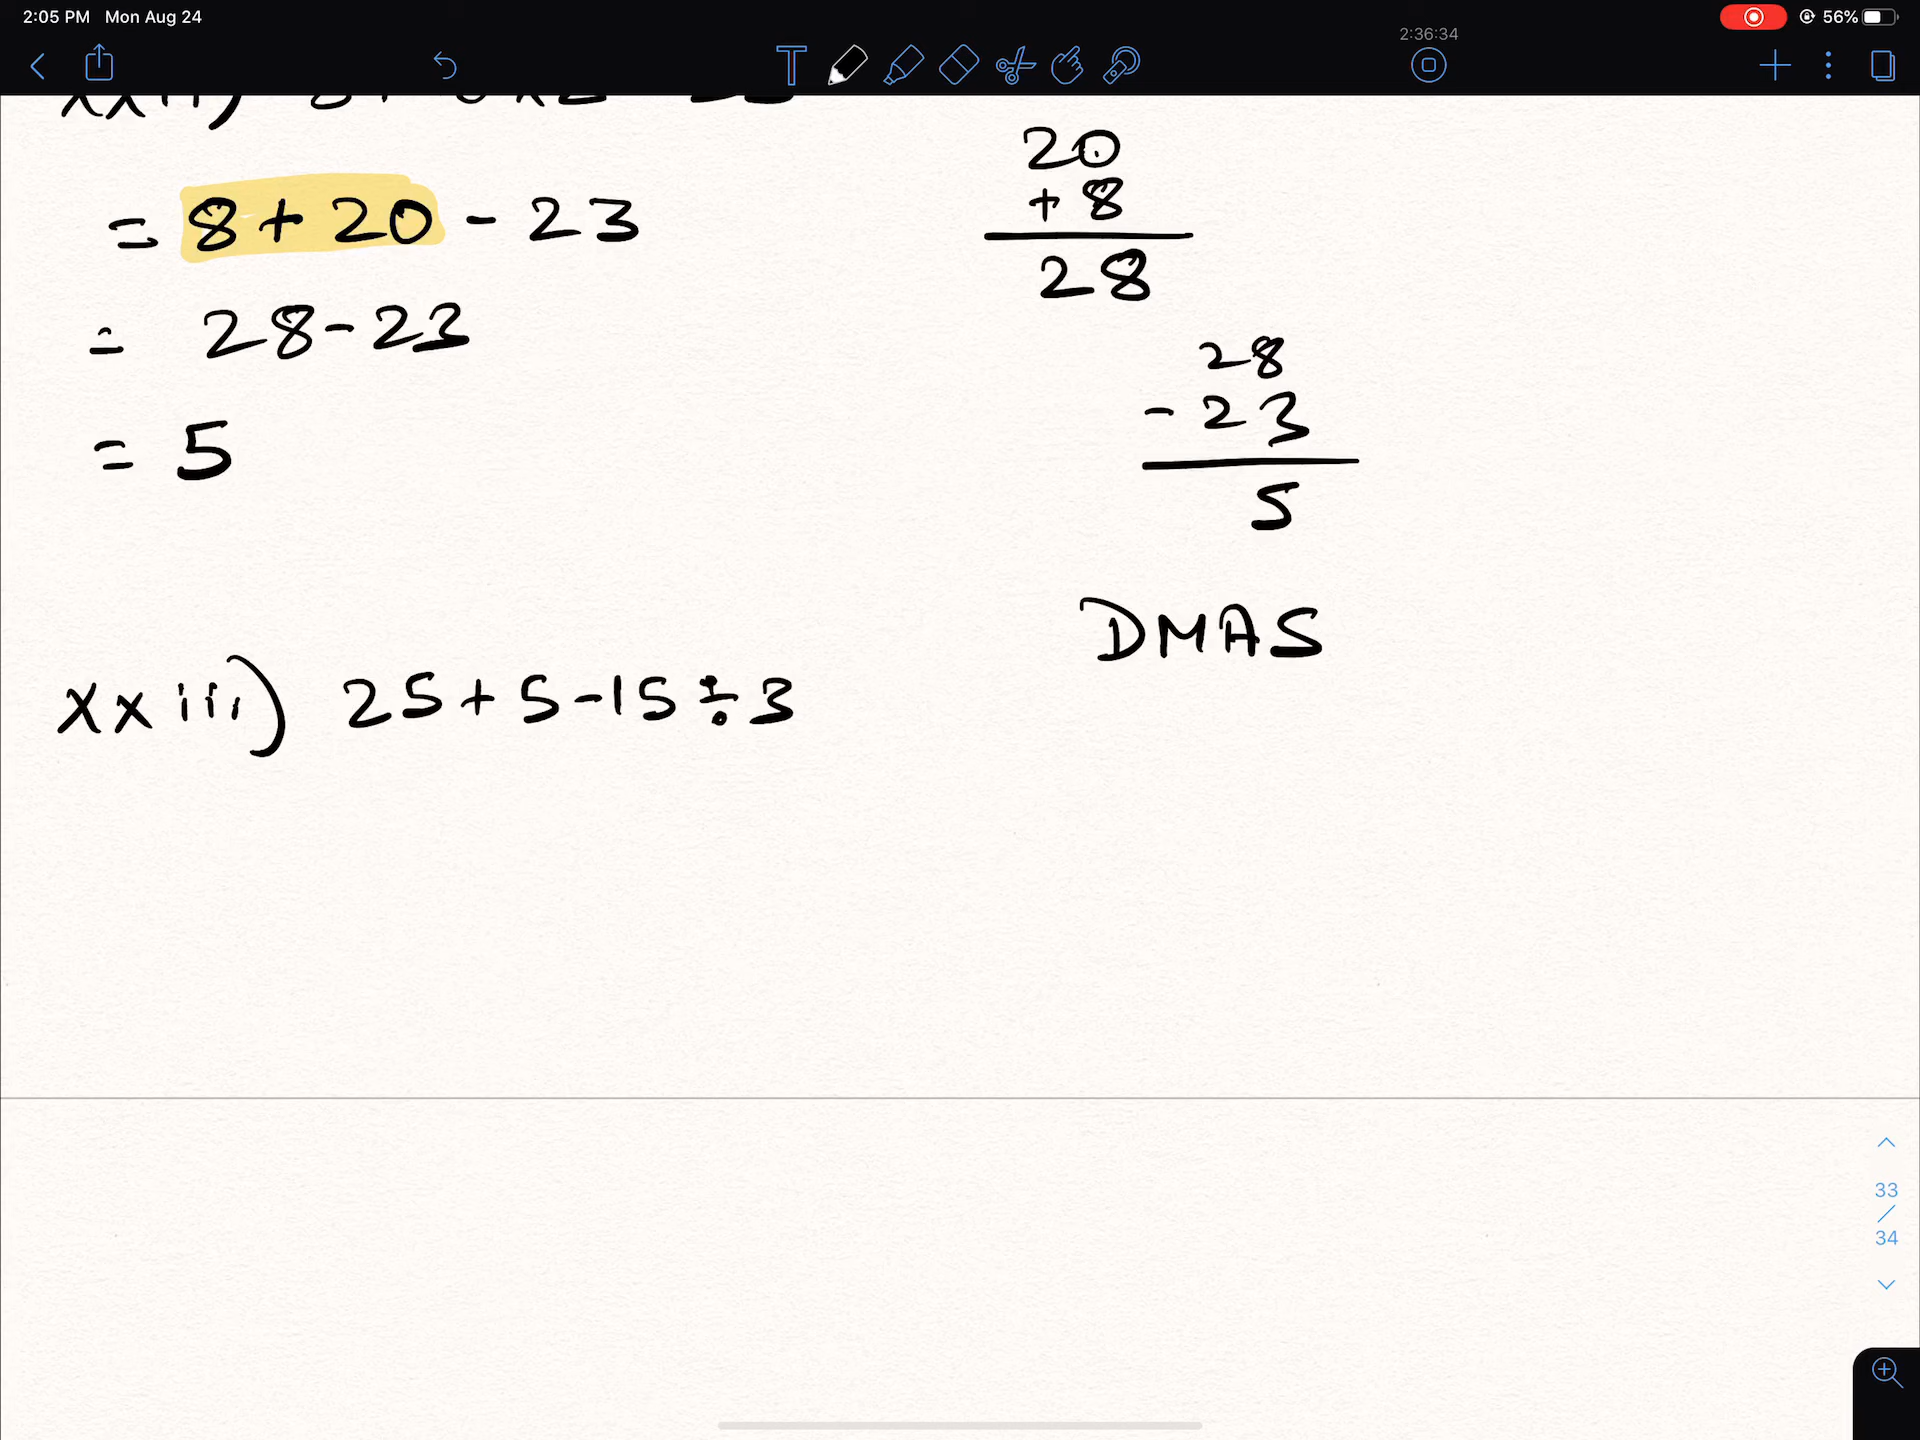 2:05 PM Mon Aug 24
56%
2:36:34
= 8 + 20 - 23
= 28 - 23
= 5
20
+ 8
28
28
- 23
5
DMAS
xxiii) 25 + 5 - 15 ÷ 3
33
/
34